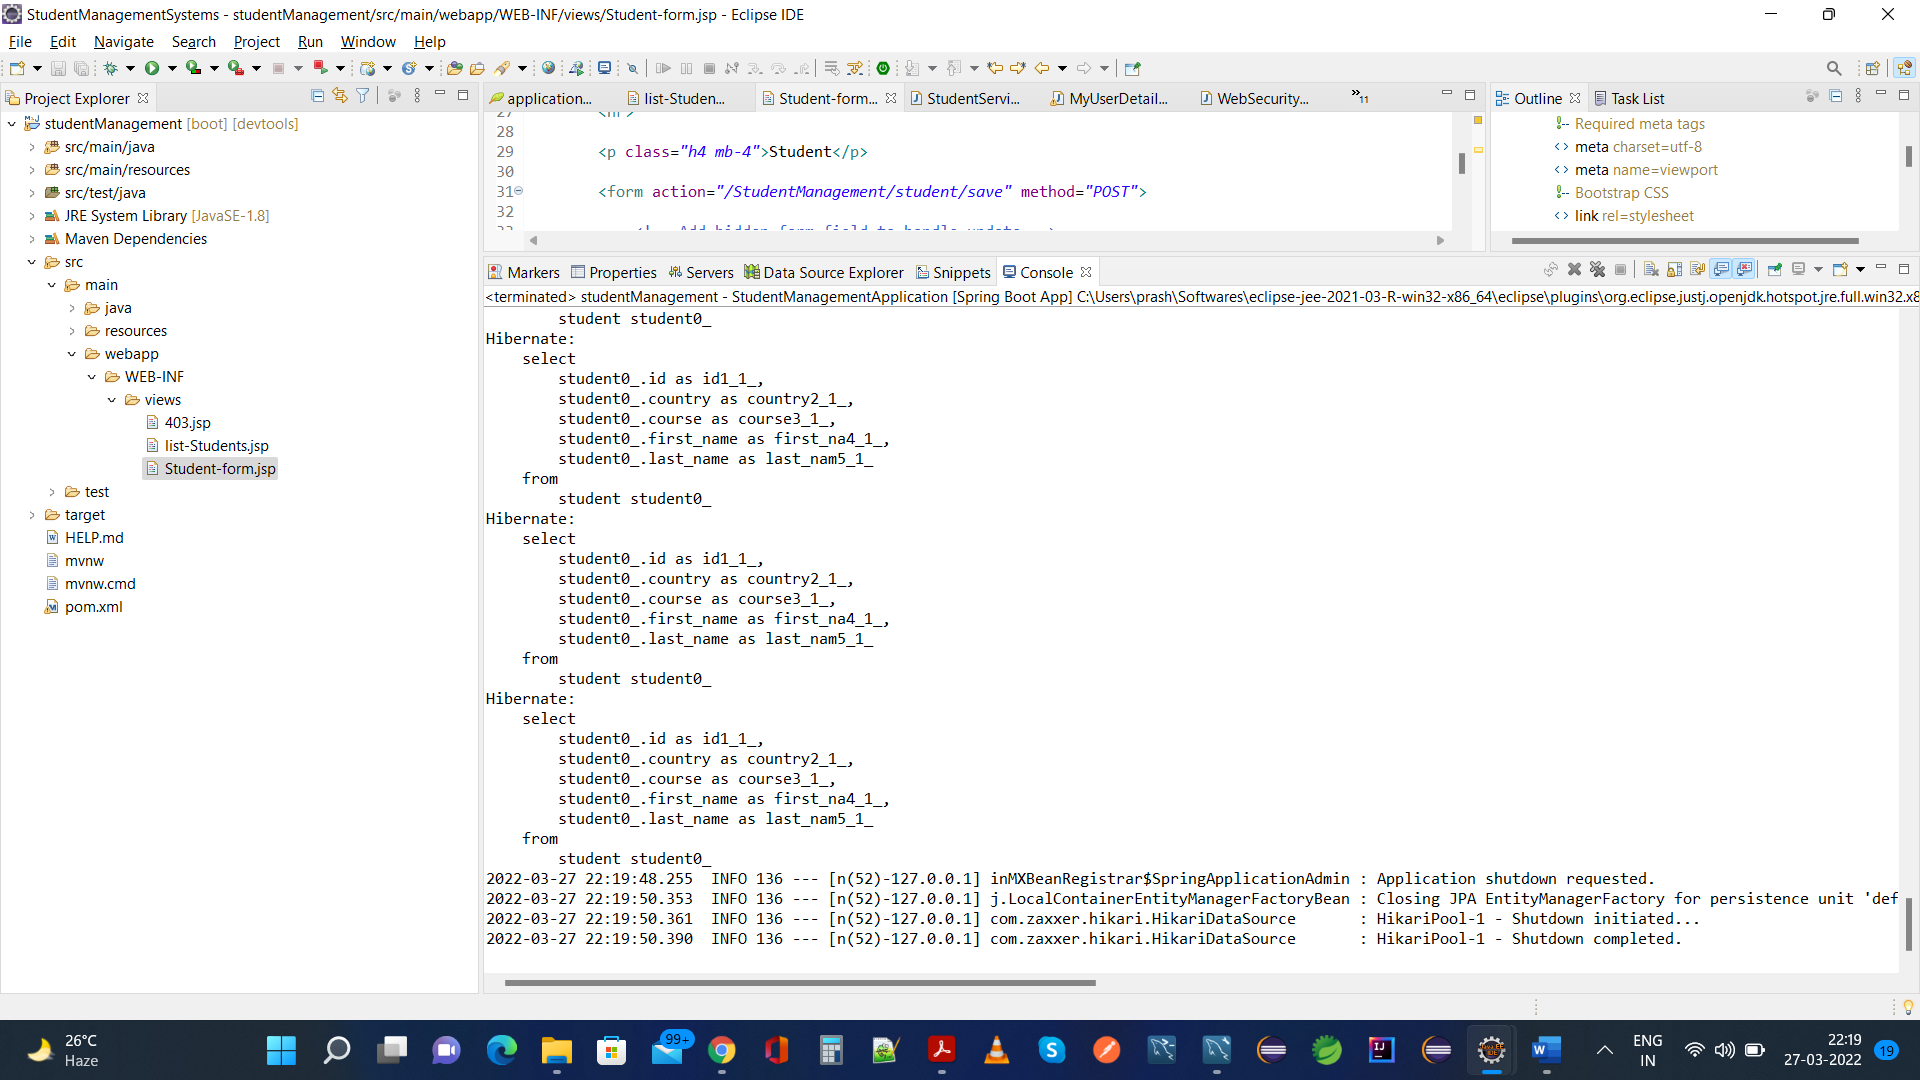 StudentManagementSystems - studentManagement/src/main/webapp/WEB-INF/views/Student-form.jsp - Eclipse IDE
File Edit Navigate Search Project Run Window Help
Project Explorer
studentManagement [boot] [devtools]
src/main/java
src/main/resources
src/test/java
JRE System Library [JavaSE-1.8]
Maven Dependencies
src
main
java
resources
webapp
WEB-INF
views
403.jsp
list-Students.jsp
Student-form.jsp
test
target
HELP.md
mvnw
mvnw.cmd
pom.xml
application... list-Studen... Student-form... StudentServi... MyUserDetail... WebSecurity... »11
27 <hr>
28
29 <p class="h4 mb-4">Student</p>
30
31 <form action="/StudentManagement/student/save" method="POST">
32
33
Outline Task List
Required meta tags
meta charset=utf-8
meta name=viewport
Bootstrap CSS
link rel=stylesheet
Markers Properties Servers Data Source Explorer Snippets Console
<terminated> studentManagement - StudentManagementApplication [Spring Boot App] C:\Users\prash\Softwares\eclipse-jee-2021-03-R-win32-x86_64\eclipse\plugins\org.eclipse.justj.openjdk.hotspot.jre.full.win32.x8
student student0_
Hibernate:
select
student0_.id as id1_1_,
student0_.country as country2_1_,
student0_.course as course3_1_,
student0_.first_name as first_na4_1_,
student0_.last_name as last_nam5_1_
from
student student0_
Hibernate:
select
student0_.id as id1_1_,
student0_.country as country2_1_,
student0_.course as course3_1_,
student0_.first_name as first_na4_1_,
student0_.last_name as last_nam5_1_
from
student student0_
Hibernate:
select
student0_.id as id1_1_,
student0_.country as country2_1_,
student0_.course as course3_1_,
student0_.first_name as first_na4_1_,
student0_.last_name as last_nam5_1_
from
student student0_
2022-03-27 22:19:48.255 INFO 136 --- [n(52)-127.0.0.1] inMXBeanRegistrar$SpringApplicationAdmin : Application shutdown requested.
2022-03-27 22:19:50.353 INFO 136 --- [n(52)-127.0.0.1] j.LocalContainerEntityManagerFactoryBean : Closing JPA EntityManagerFactory for persistence unit 'def
2022-03-27 22:19:50.361 INFO 136 --- [n(52)-127.0.0.1] com.zaxxer.hikari.HikariDataSource : HikariPool-1 - Shutdown initiated...
2022-03-27 22:19:50.390 INFO 136 --- [n(52)-127.0.0.1] com.zaxxer.hikari.HikariDataSource : HikariPool-1 - Shutdown completed.
26°C
Haze
99+
ENG
IN
22:19
27-03-2022
19